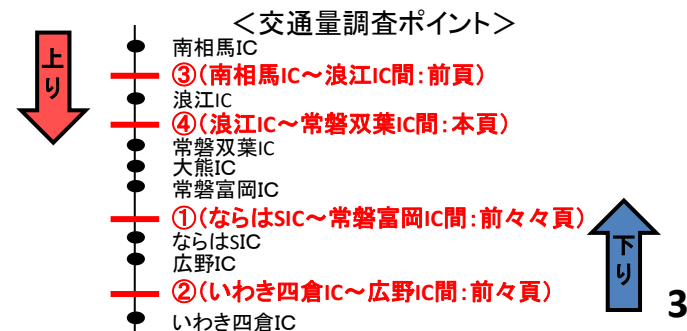 ＜交通量調査ポイント＞
上り
南相馬IC
③(南相馬IC～浪江IC間：前頁)
浪江IC
④(浪江IC～常磐双葉IC間：本頁)
常磐双葉IC
大熊IC
常磐富岡IC
①(ならはSIC～常磐富岡IC間：前々頁)
ならはSIC
広野IC
下り
②(いわき四倉IC～広野IC間：前々頁)
いわき四倉IC
3